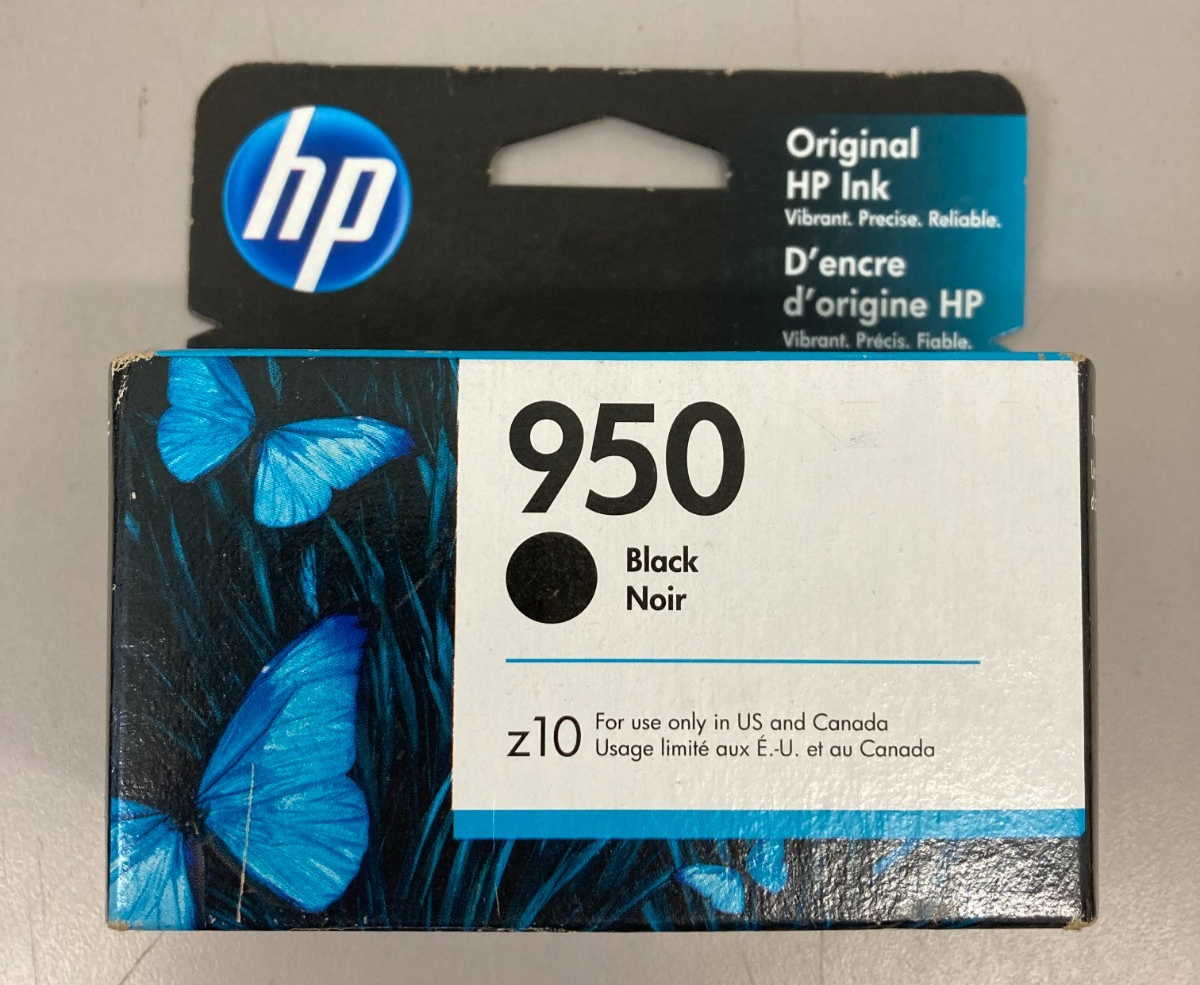 hp
Original
HP Ink
Vibrant. Precise. Reliable.
D'encre
d'origine HP
Vibrant. Précis. Fiable.
950
Black
Noir
z10
For use only in US and Canada
Usage limité aux É.-U. et au Canada